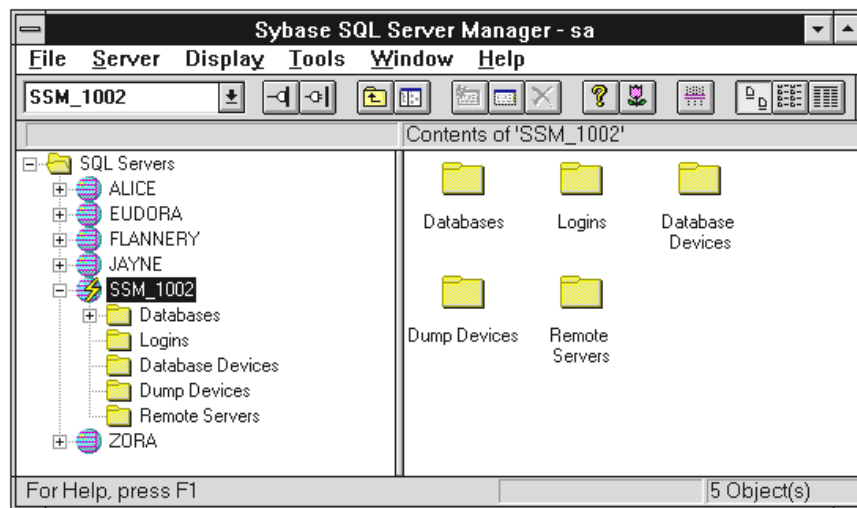 Sybase SQL Server Manager - sa
File Server Display Tools Window Help
SSM_1002
Contents of 'SSM_1002'
SQL Servers
ALICE
EUDORA
FLANNERY
JAYNE
SSM_1002
Databases
Logins
Database Devices
Dump Devices
Remote Servers
ZORA
Databases
Logins
Database
Devices
Dump Devices
Remote
Servers
For Help, press F1
5 Object(s)